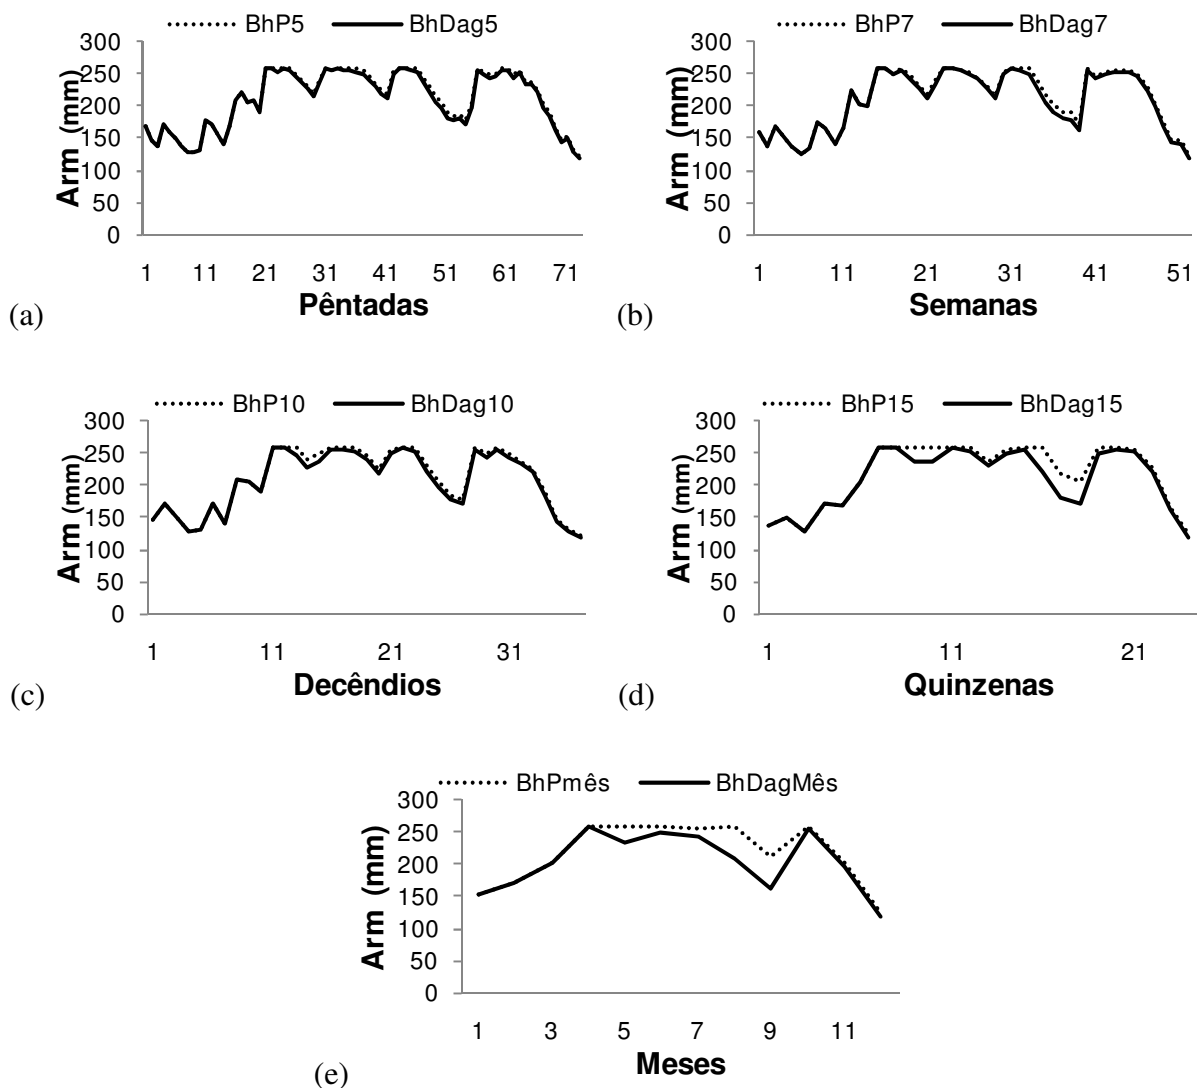 BhP5 BhDag5
300
250
200
150
100
50
0
Arm (mm)
1 11 21 31 41 51 61 71
Pêntadas
(a)
BhP7 BhDag7
300
250
200
150
100
50
0
Arm (mm)
1 11 21 31 41 51
Semanas
(b)
BhP10 BhDag10
300
250
200
150
100
50
0
Arm (mm)
1 11 21 31
Decêndios
(c)
BhP15 BhDag15
300
250
200
150
100
50
0
Arm (mm)
1 11 21
Quinzenas
(d)
BhPmês BhDagMês
300
250
200
150
100
50
0
Arm (mm)
1 3 5 7 9 11
Meses
(e)